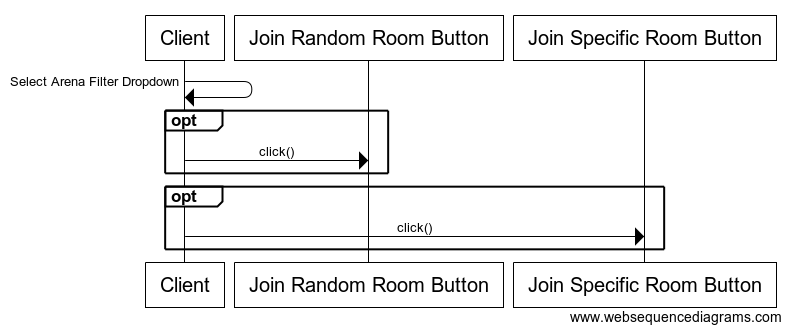 Client
Join Random Room Button
Join Specific Room Button
Select Arena Filter Dropdown
opt
click()
opt
click()
Client
Join Random Room Button
Join Specific Room Button
www.websequencediagrams.com